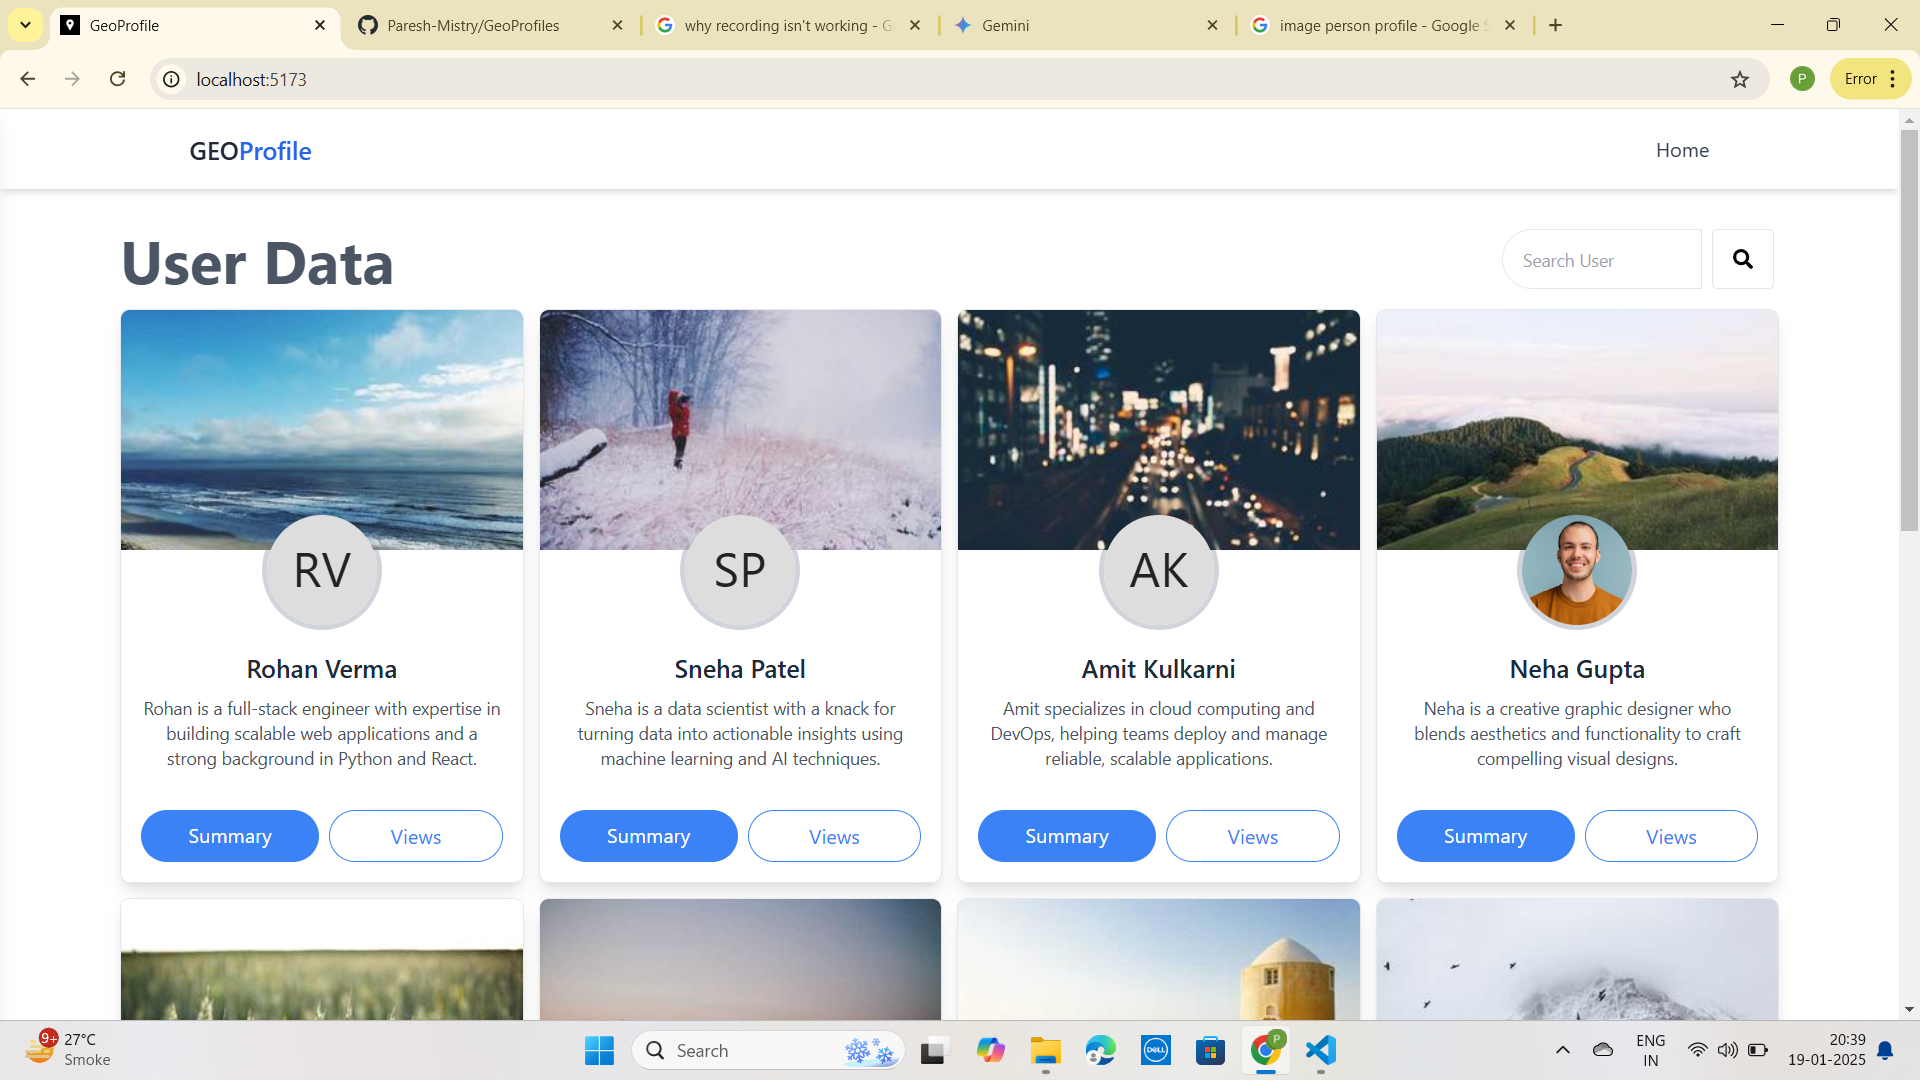 GeoProfile
Paresh-Mistry/GeoProfiles
why recording isn't working - G
Gemini
image person profile - Google S
localhost:5173
P
Error
GEOProfile
Home
User Data
Search User
RV
SP
AK
Rohan Verma
Rohan is a full-stack engineer with expertise in
building scalable web applications and a
strong background in Python and React.
Summary
Views
Sneha Patel
Sneha is a data scientist with a knack for
turning data into actionable insights using
machine learning and AI techniques.
Summary
Views
Amit Kulkarni
Amit specializes in cloud computing and
DevOps, helping teams deploy and manage
reliable, scalable applications.
Summary
Views
Neha Gupta
Neha is a creative graphic designer who
blends aesthetics and functionality to craft
compelling visual designs.
Summary
Views
9+
27°C
Smoke
Search
DELL
P
ENG
IN
20:39
19-01-2025